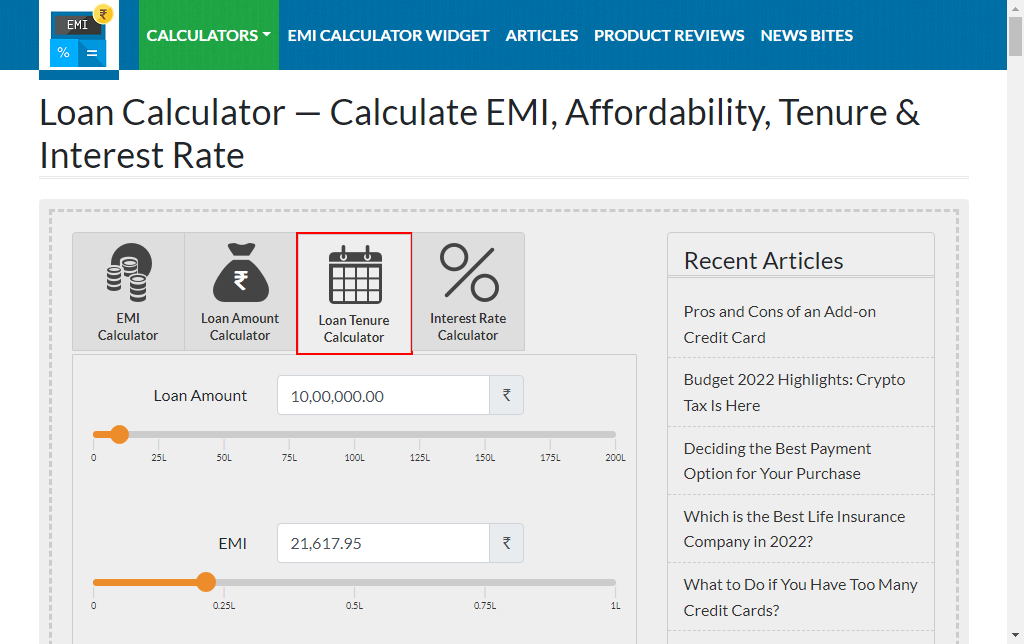 EMI
₹
%
=
CALCULATORS
EMI CALCULATOR WIDGET
ARTICLES
PRODUCT REVIEWS
NEWS BITES
Loan Calculator — Calculate EMI, Affordability, Tenure &
Interest Rate
EMI
Calculator
₹
Loan Amount
Calculator
Loan Tenure
Calculator
Interest Rate
Calculator
Loan Amount
10,00,000.00
₹
0 25L 50L 75L 100L 125L 150L 175L 200L
EMI
21,617.95
₹
0 0.25L 0.5L 0.75L 1L
Recent Articles
Pros and Cons of an Add-on
Credit Card
Budget 2022 Highlights: Crypto
Tax Is Here
Deciding the Best Payment
Option for Your Purchase
Which is the Best Life Insurance
Company in 2022?
What to Do if You Have Too Many
Credit Cards?